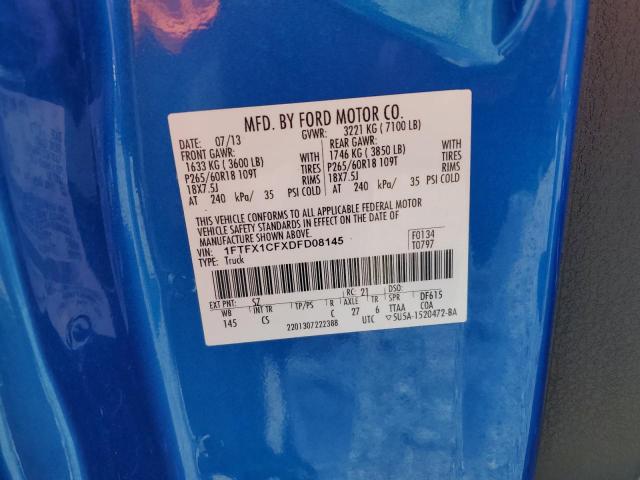 MFD. BY FORD MOTOR CO.
DATE: 07/13 GVWR: 3221 KG ( 7100 LB)
FRONT GAWR: REAR GAWR:
1633 KG ( 3600 LB) 1746 KG ( 3850 LB) WITH
P265/60R18 109T P265/60R18 109T TIRES
18X7.5J 18X7.5J RIMS
AT 240 kPa/ 35 PSI COLD AT 240 kPa/ 35 PSI COLD
THIS VEHICLE CONFORMS TO ALL APPLICABLE FEDERAL MOTOR
VEHICLE SAFETY STANDARDS IN EFFECT ON THE DATE OF
MANUFACTURE SHOWN ABOVE.
VIN: 1FTFX1CFXDFD08145 F0134
TYPE: Truck T0797
EXT PNT: SZ RC: 21 DSO:
WB INT TR TP/PS R AXLE TR SPR DF615
145 CS C 27 6 TTAA COA
2201307222388 UTC ▽5U5A-1520472-BA